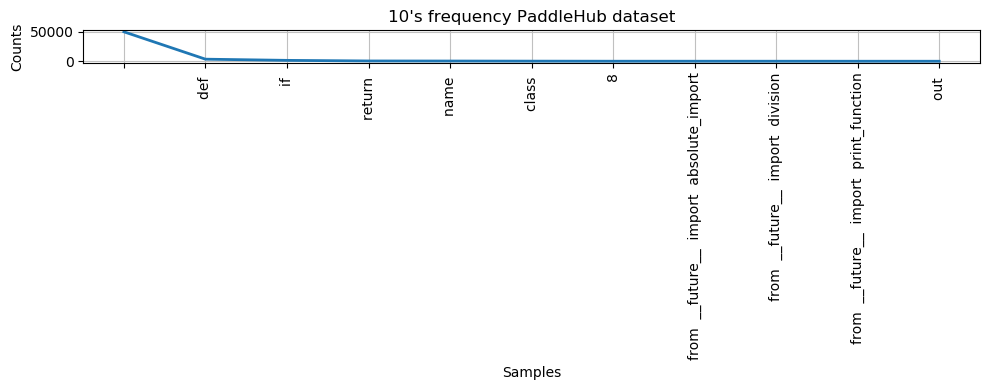 10's frequency PaddleHub dataset
Counts
50000
0
def
if
return
name
class
8
from __future__ import absolute_import
from __future__ import division
from __future__ import print_function
out
Samples